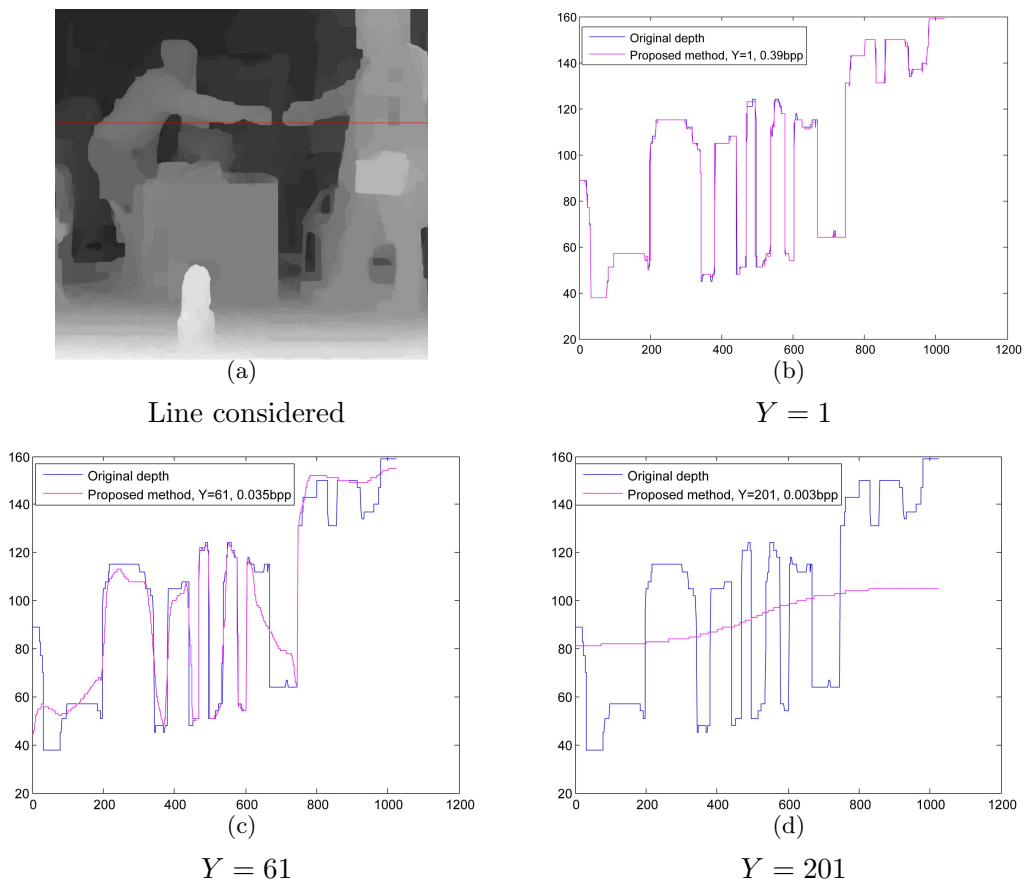 (a)
Line considered
160
140
120
100
80
60
40
20
0 200 400 600 800 1000 1200
Original depth
Proposed method, Y=1, 0.39bpp
(b)
Y = 1
160
140
120
100
80
60
40
20
0 200 400 600 800 1000 1200
Original depth
Proposed method, Y=61, 0.035bpp
(c)
Y = 61
160
140
120
100
80
60
40
20
0 200 400 600 800 1000 1200
Original depth
Proposed method, Y=201, 0.003bpp
(d)
Y = 201